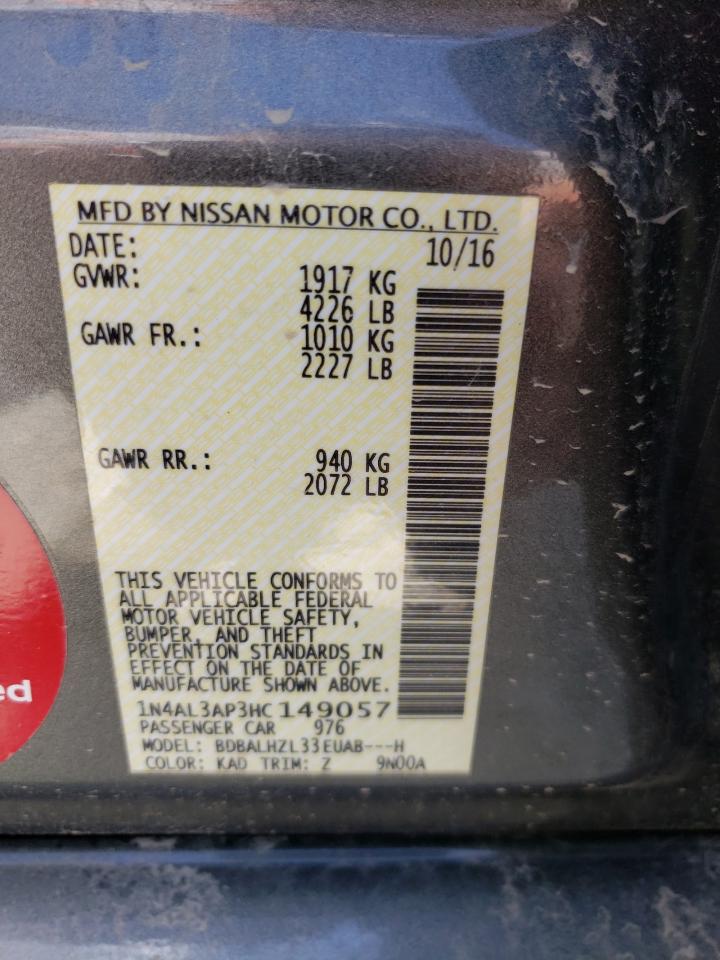 MFD BY NISSAN MOTOR CO., LTD.
DATE: 10/16
GVWR: 1917 KG
4226 LB
GAWR FR.: 1010 KG
2227 LB
GAWR RR.: 940 KG
2072 LB
THIS VEHICLE CONFORMS TO
ALL APPLICABLE FEDERAL
MOTOR VEHICLE SAFETY,
BUMPER, AND THEFT
PREVENTION STANDARDS IN
EFFECT ON THE DATE OF
MANUFACTURE SHOWN ABOVE.
1N4AL3AP3HC149057
PASSENGER CAR 976
MODEL: BDBALHZL33EUAB---H
COLOR: KAD TRIM: Z 9N00A